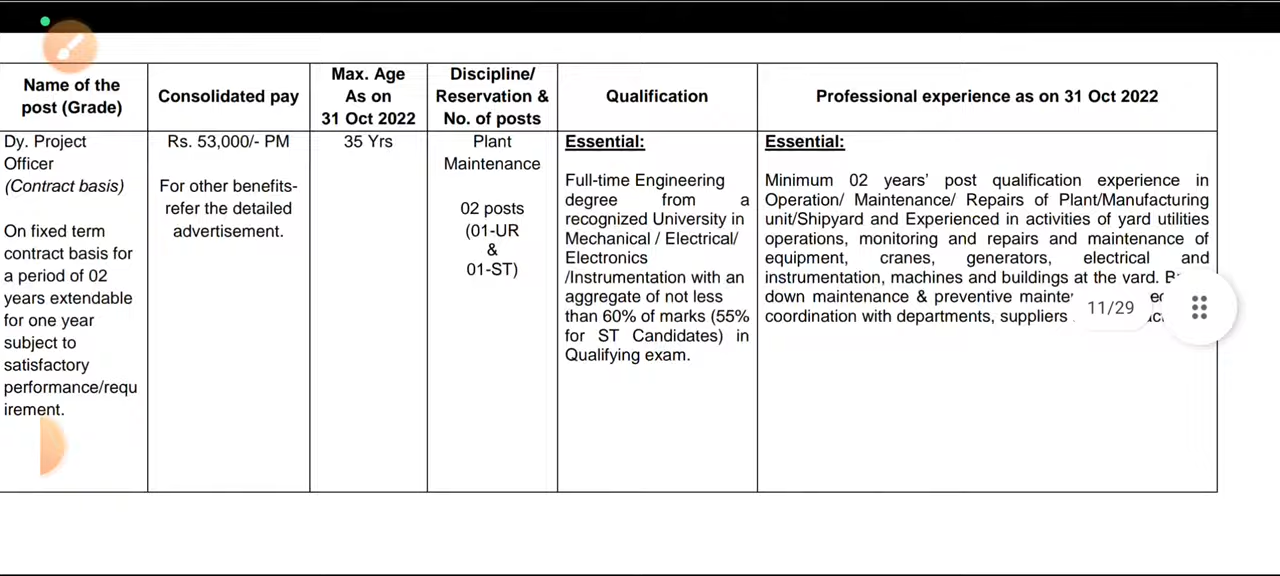 Name of the
post (Grade)
Consolidated pay
Max. Age
As on
31 Oct 2022
Discipline/
Reservation &
No. of posts
Qualification
Professional experience as on 31 Oct 2022
Dy. Project
Officer
(Contract basis)
On fixed term
contract basis for
a period of 02
years extendable
for one year
subject to
satisfactory
performance/requ
irement.
Rs. 53,000/- PM
For other benefits-
refer the detailed
advertisement.
35 Yrs
Plant
Maintenance
02 posts
(01-UR
&
01-ST)
Essential:
Full-time Engineering
degree from a
recognized University in
Mechanical / Electrical/
Electronics
/Instrumentation with an
aggregate of not less
than 60% of marks (55%
for ST Candidates) in
Qualifying exam.
Essential:
Minimum 02 years' post qualification experience in
Operation/ Maintenance/ Repairs of Plant/Manufacturing
unit/Shipyard and Experienced in activities of yard utilities
operations, monitoring and repairs and maintenance of
equipment, cranes, generators, electrical and
instrumentation, machines and buildings at the yard.
down maintenance & preventive
coordination with departments, suppliers
11/29